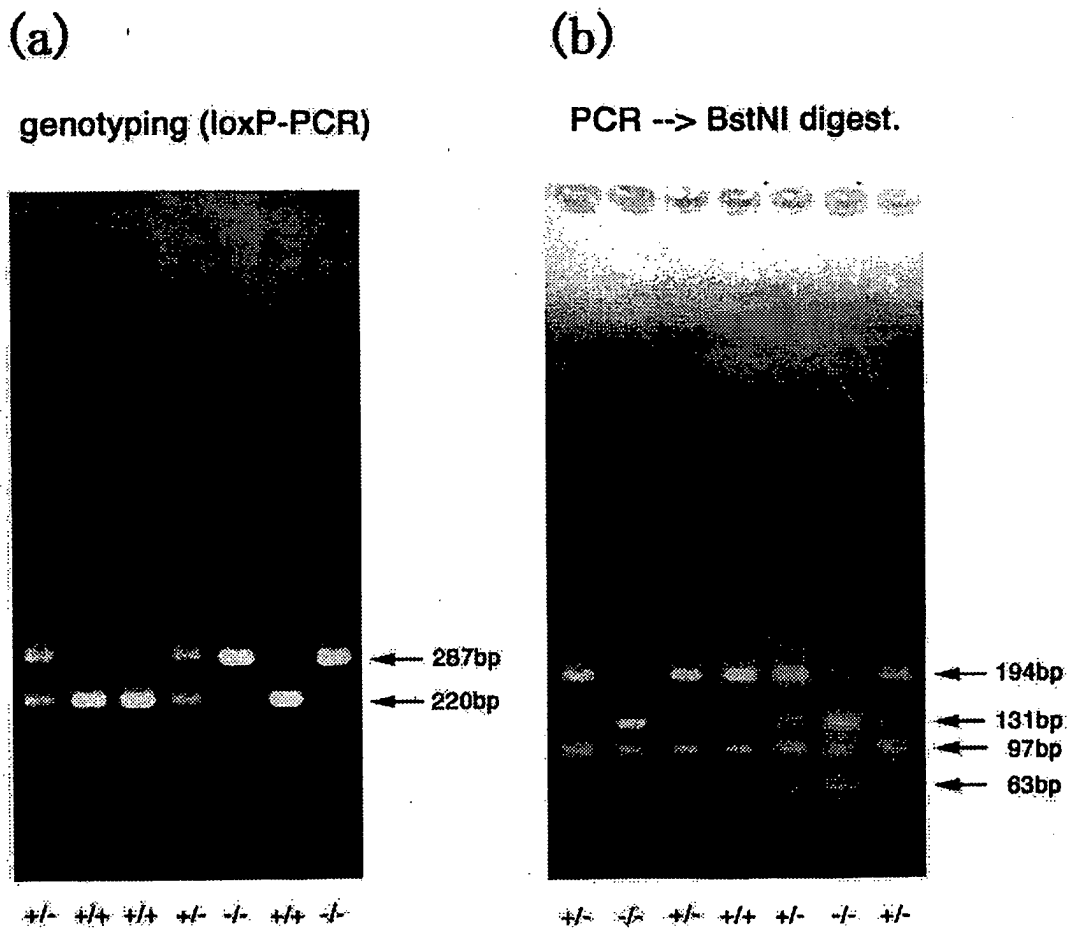 (a)
genotyping (loxP-PCR)
287bp
220bp
+/- +/+ +/+ +/- -/- +/+ -/-
(b)
PCR --> BstNI digest.
194bp
131bp
97bp
63bp
+/- -/- +/- +/+ +/- -/- +/-